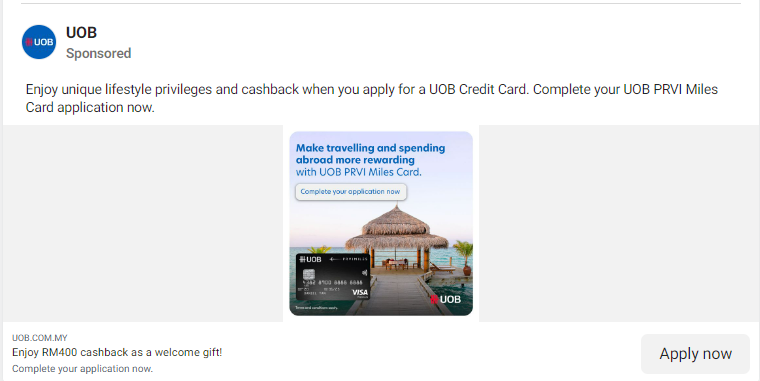 UOB
UOB
Sponsored
Enjoy unique lifestyle privileges and cashback when you apply for a UOB Credit Card. Complete your UOB PRVI Miles
Card application now.
Make travelling and spending
abroad more rewarding
with UOB PRVI Miles Card.
Complete your application now
UOB
PRVIMILES
VISA
UOB
Terms and conditions apply.
UOB.COM.MY
Enjoy RM400 cashback as a welcome gift!
Complete your application now.
Apply now